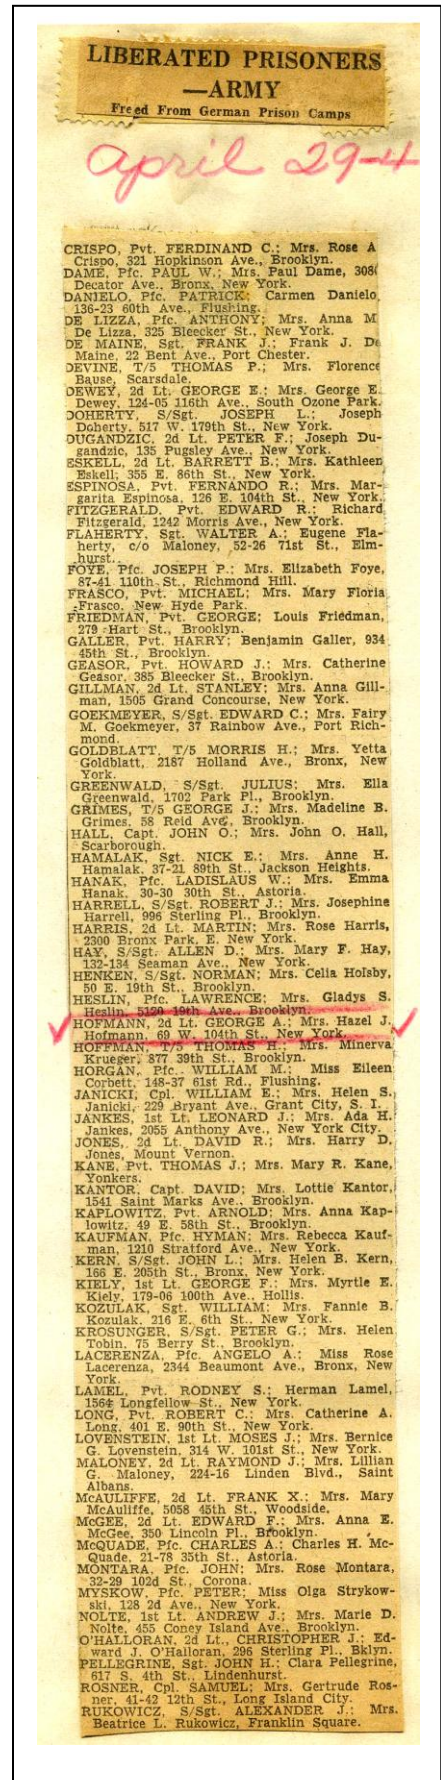 LIBERATED PRISONERS
—ARMY
Freed From German Prison Camps
April 29-4
CRISPO, Pvt. FERDINAND C.; Mrs. Rose A
Crispo, 321 Hopkinson Ave., Brooklyn.
DAME, Pfc. PAUL W.; Mrs. Paul Dame, 308
Decator Ave., Bronx, New York.
DANIELO, Pfc. PATRICK; Carmen Danielo,
136-23 60th Ave., Flushing.
DE LIZZA, Pfc. ANTHONY; Mrs. Anna M
De Lizza, 325 Bleecker St., New York.
DE MAINE, Sgt. FRANK J.; Frank J. De
Maine, 22 Bent Ave., Port Chester.
DEVINE, T/5 THOMAS P.; Mrs. Florence
Bause, Scarsdale.
DEWEY, 2d Lt. GEORGE E.; Mrs. George E.
Dewey, 124-05 116th Ave., South Ozone Park.
DOHERTY, S/Sgt. JOSEPH L.; Joseph
Doherty, 517 W. 179th St., New York.
DUGANDZIC, 2d Lt. PETER F.; Joseph Du-
gandzic, 135 Pugsley Ave., New York.
ESKELL, 2d Lt. BARRETT B.; Mrs. Kathleen
Eskell, 355 E. 86th St., New York.
ESPINOSA, Pvt. FERNANDO R.; Mrs. Mar-
garita Espinosa, 126 E. 104th St., New York.
FITZGERALD, Pvt. EDWARD R.; Richard
Fitzgerald, 1242 Morris Ave., New York.
FLAHERTY, Sgt. WALTER A.; Eugene Fla-
herty, c/o Maloney, 52-26 71st St., Elm-
hurst.
FOYE, Pfc. JOSEPH P.; Mrs. Elizabeth Foye,
87-41 110th St., Richmond Hill.
FRASCO, Pvt. MICHAEL; Mrs. Mary Floria
Frasco, New Hyde Park.
FRIEDMAN, Pvt. GEORGE; Louis Friedman,
279 Hart St., Brooklyn.
GALLER, Pvt. HARRY; Benjamin Galler, 934
45th St., Brooklyn.
GEASOR, Pvt. HOWARD J.; Mrs. Catherine
Geasor, 385 Bleecker St., Brooklyn.
GILLMAN, 2d Lt. STANLEY; Mrs. Anna Gill-
man, 1505 Grand Concourse, New York.
GOEKMEYER, S/Sgt. EDWARD C.; Mrs. Fairy
M. Goekmeyer, 37 Rainbow Ave., Port Rich-
mond.
GOLDBLATT, T/5 MORRIS H.; Mrs. Yetta
Goldblatt, 2187 Holland Ave., Bronx, New
York.
GREENWALD, S/Sgt. JULIUS; Mrs. Ella
Greenwald, 1702 Park Pl., Brooklyn.
GRIMES, T/5 GEORGE J.; Mrs. Madeline B.
Grimes, 58 Reid Ave., Brooklyn.
HALL, Capt. JOHN O.; Mrs. John O. Hall,
Scarborough.
HAMALAK, Sgt. NICK E.; Mrs. Anne H.
Hamalak, 37-21 89th St., Jackson Heights.
HANAK, Pfc. LADISLAUS W.; Mrs. Emma
Hanak, 30-30 30th St., Astoria.
HARRELL, S/Sgt. ROBERT J.; Mrs. Josephine
Harrell, 996 Sterling Pl., Brooklyn.
HARRIS, 2d Lt. MARTIN; Mrs. Rose Harris,
2300 Bronx Park, E. New York.
HAY, S/Sgt. ALLEN D.; Mrs. Mary F. Hay,
132-134 Seaman Ave., New York.
HENKEN, S/Sgt. NORMAN; Mrs. Celia Holsby,
50 E. 19th St., Brooklyn.
HESLIN, Pfc. LAWRENCE; Mrs. Gladys S.
Heslin, 5120 19th Ave., Brooklyn.
HOFMANN, 2d Lt. GEORGE A.; Mrs. Hazel J.
Hofmann, 69 W. 104th St., New York.
HOFFMAN, T/5 THOMAS H.; Mrs. Minerva
Krueger, 877 39th St., Brooklyn.
HORGAN, Pfc. WILLIAM M.; Miss Eileen
Corbett, 148-37 61st Rd., Flushing.
JANICKI, Cpl. WILLIAM E.; Mrs. Helen S.
Janicki, 229 Bryant Ave., Grant City, S. I.
JANKES, 1st Lt. LEONARD J.; Mrs. Ada H.
Jankes, 2055 Anthony Ave., New York City.
JONES, 2d Lt. DAVID R.; Mrs. Harry D.
Jones, Mount Vernon.
KANE, Pvt. THOMAS J.; Mrs. Mary R. Kane,
Yonkers.
KANTOR, Capt. DAVID; Mrs. Lottie Kantor,
1541 Saint Marks Ave., Brooklyn.
KAPLOWITZ, Pvt. ARNOLD; Mrs. Anna Kap-
lowitz, 49 E. 58th St., Brooklyn.
KAUFMAN, Pfc. HYMAN; Mrs. Rebecca Kauf-
man, 1210 Stratford Ave., New York.
KERN, S/Sgt. JOHN L.; Mrs. Helen B. Kern,
166 E. 205th St., Bronx, New York.
KIELY, 1st Lt. GEORGE F.; Mrs. Myrtle E.
Kiely, 179-06 100th Ave., Hollis.
KOZULAK, Sgt. WILLIAM; Mrs. Fannie B.
Kozulak, 216 E. 6th St., New York.
KROSUNGER, S/Sgt. PETER G.; Mrs. Helen
Tobin, 75 Berry St., Brooklyn.
LACERENZA, Pfc. ANGELO A.; Miss Rose
Lacerenza, 2344 Beaumont Ave., Bronx, New
York.
LAMEL, Pvt. RODNEY S.; Herman Lamel,
1564 Longfellow St., New York.
LONG, Pvt. ROBERT C.; Mrs. Catherine A.
Long, 401 E. 90th St., New York.
LOVENSTEIN, 1st Lt. MOSES J.; Mrs. Bernice
G. Lovenstein, 314 W. 101st St., New York.
MALONEY, 2d Lt. RAYMOND J.; Mrs. Lillian
G. Maloney, 224-16 Linden Blvd., Saint
Albans.
McAULIFFE, 2d Lt. FRANK X.; Mrs. Mary
McAuliffe, 5058 45th St., Woodside.
McGEE, 2d Lt. EDWARD F.; Mrs. Anna E.
McGee, 350 Lincoln Pl., Brooklyn.
McQUADE, Pfc. CHARLES A.; Charles H. Mc-
Quade, 21-78 35th St., Astoria.
MONTARA, Pfc. JOHN; Mrs. Rose Montara,
32-29 102d St., Corona.
MYSKOW, Pfc. PETER; Miss Olga Strykow-
ski, 128 2d Ave., New York.
NOLTE, 1st Lt. ANDREW J.; Mrs. Marie D.
Nolte, 455 Coney Island Ave., Brooklyn.
O'HALLORAN, 2d Lt., CHRISTOPHER J.; Ed-
ward J. O'Halloran, 296 Sterling Pl., Bklyn.
PELLEGRINE, Sgt. JOHN H.; Clara Pellegrine,
617 S. 4th St., Lindenhurst.
ROSNER, Cpl. SAMUEL; Mrs. Gertrude Ros-
ner, 41-42 12th St., Long Island City.
RUKOWICZ, S/Sgt. ALEXANDER J.; Mrs.
Beatrice L. Rukowicz, Franklin Square.